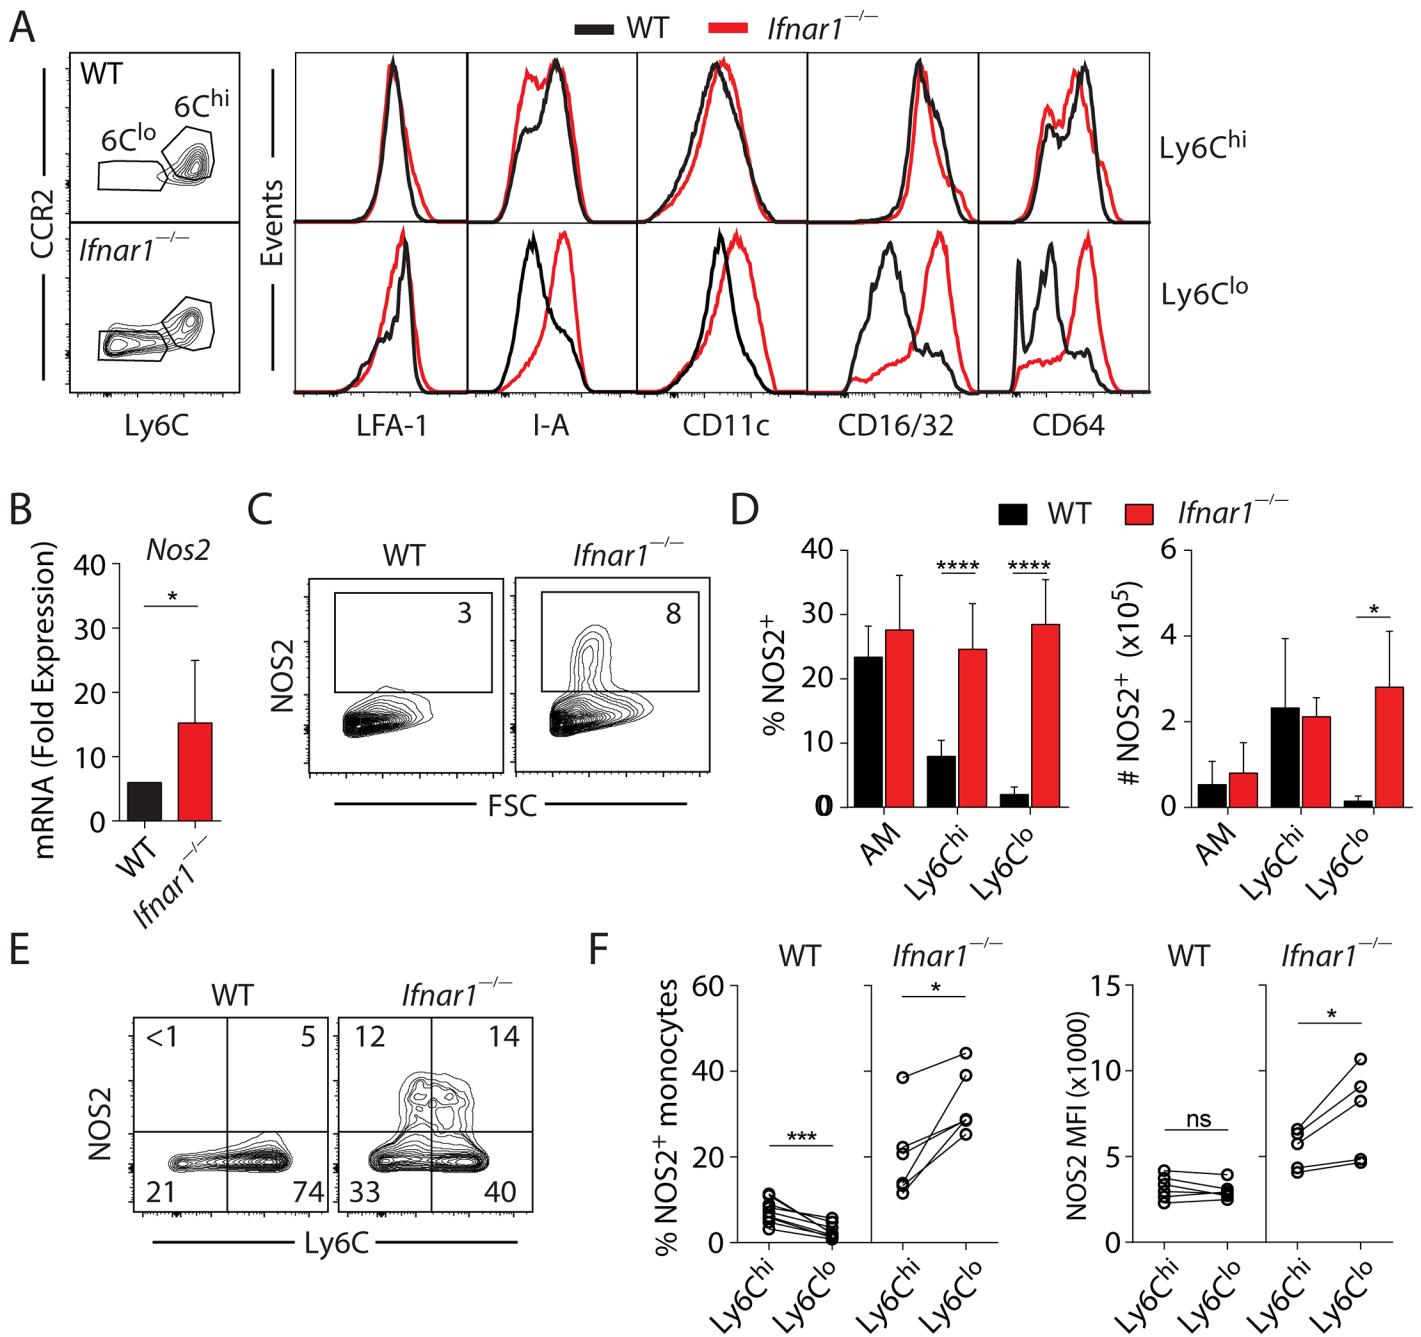 A
WT
Ifnar1—/—
WT
6Chi
6Clo
Ifnar1—/—
CCR2
Ly6C
Events
Ly6Chi
Ly6Clo
LFA-1
I-A
CD11c
CD16/32
CD64
B
Nos2
mRNA (Fold Expression)
40
30
20
10
0
*
WT
Ifnar1—/—
C
WT
Ifnar1—/—
3
8
NOS2
FSC
D
WT
Ifnar1—/—
% NOS2+
40
30
20
10
0
0
****
****
AM
Ly6Chi
Ly6Clo
# NOS2+ (x105)
6
4
2
0
*
AM
Ly6Chi
Ly6Clo
E
WT
Ifnar1—/—
<1
5
12
14
21
74
33
40
NOS2
Ly6C
F
WT
Ifnar1—/—
% NOS2+ monocytes
60
40
20
0
***
*
Ly6Chi
Ly6Clo
Ly6Chi
Ly6Clo
WT
Ifnar1—/—
NOS2 MFI (x1000)
15
10
5
0
ns
*
Ly6Chi
Ly6Clo
Ly6Chi
Ly6Clo